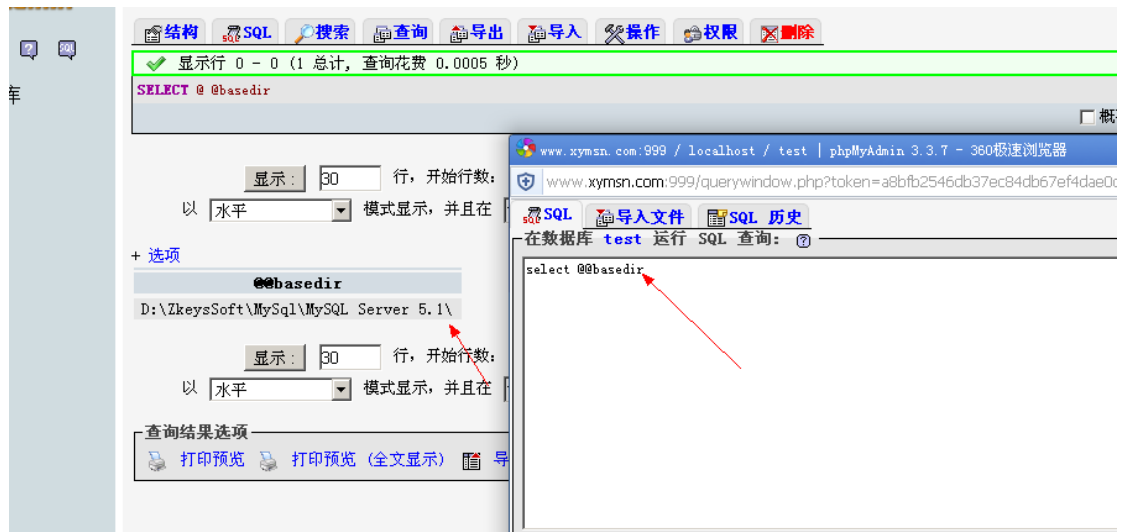 结构 SQL 搜索 查询 导出 导入 操作 权限 删除
显示行 0 - 0 (1 总计, 查询花费 0.0005 秒)
SELECT @ @basedir
库
概
显示: 30 行, 开始行数:
以 水平 模式显示, 并且在
+ 选项
@@basedir
D:\ZkeysSoft\MySql\MySQL Server 5.1\
显示: 30 行, 开始行数:
以 水平 模式显示, 并且在
查询结果选项
打印预览 打印预览 (全文显示) 导
www.xymsn.com:999 / localhost / test | phpMyAdmin 3.3.7 - 360极速浏览器
www.xymsn.com:999/querywindow.php?token=a8bfb2546db37ec84db67ef4dae0c
SQL 导入文件 SQL 历史
在数据库 test 运行 SQL 查询:
select @@basedir